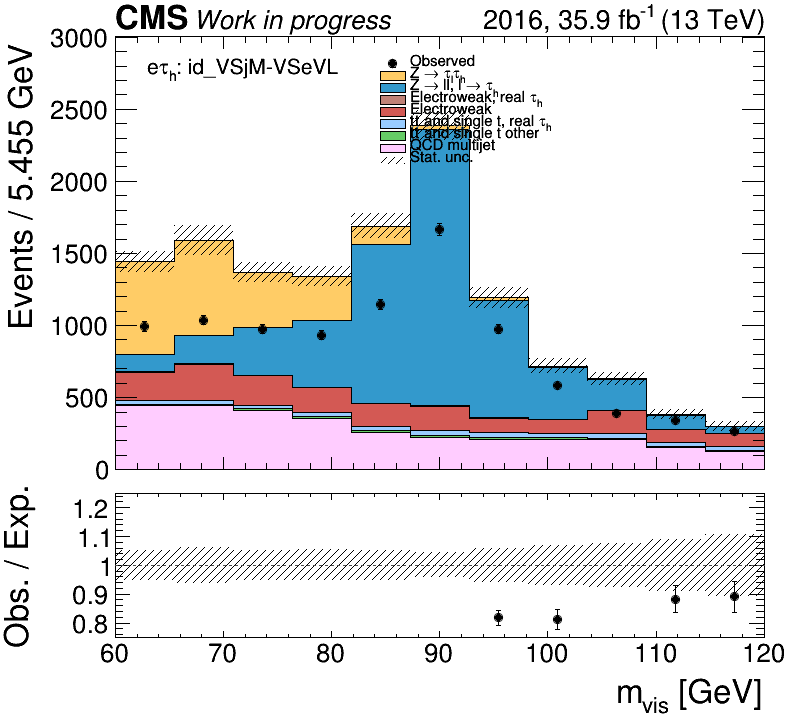 CMS Work in progress 2016, 35.9 fb⁻¹ (13 TeV)
eτₕ: id_VSjM-VSeVL
Observed
Z → τ τₕ
Z → ll, l → τₕ
Electroweak, real τₕ
Electroweak
tt and single t, real τₕ
tt and single t other
QCD multijet
Stat. unc.
Events / 5.455 GeV
3000
2500
2000
1500
1000
500
0
Obs. / Exp.
1.2
1.1
1
0.9
0.8
60 70 80 90 100 110 120
m_vis [GeV]